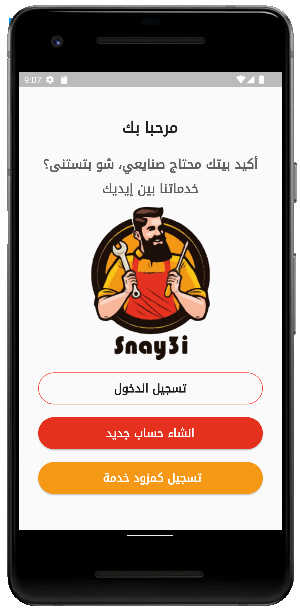 9:07
مرحبا بك
أكيد بيتك محتاج صنايعي، شو بتستنى؟
خدماتنا بين إيديك
Snay3i
تسجيل الدخول
انشاء حساب جديد
تسجيل كمزود خدمة